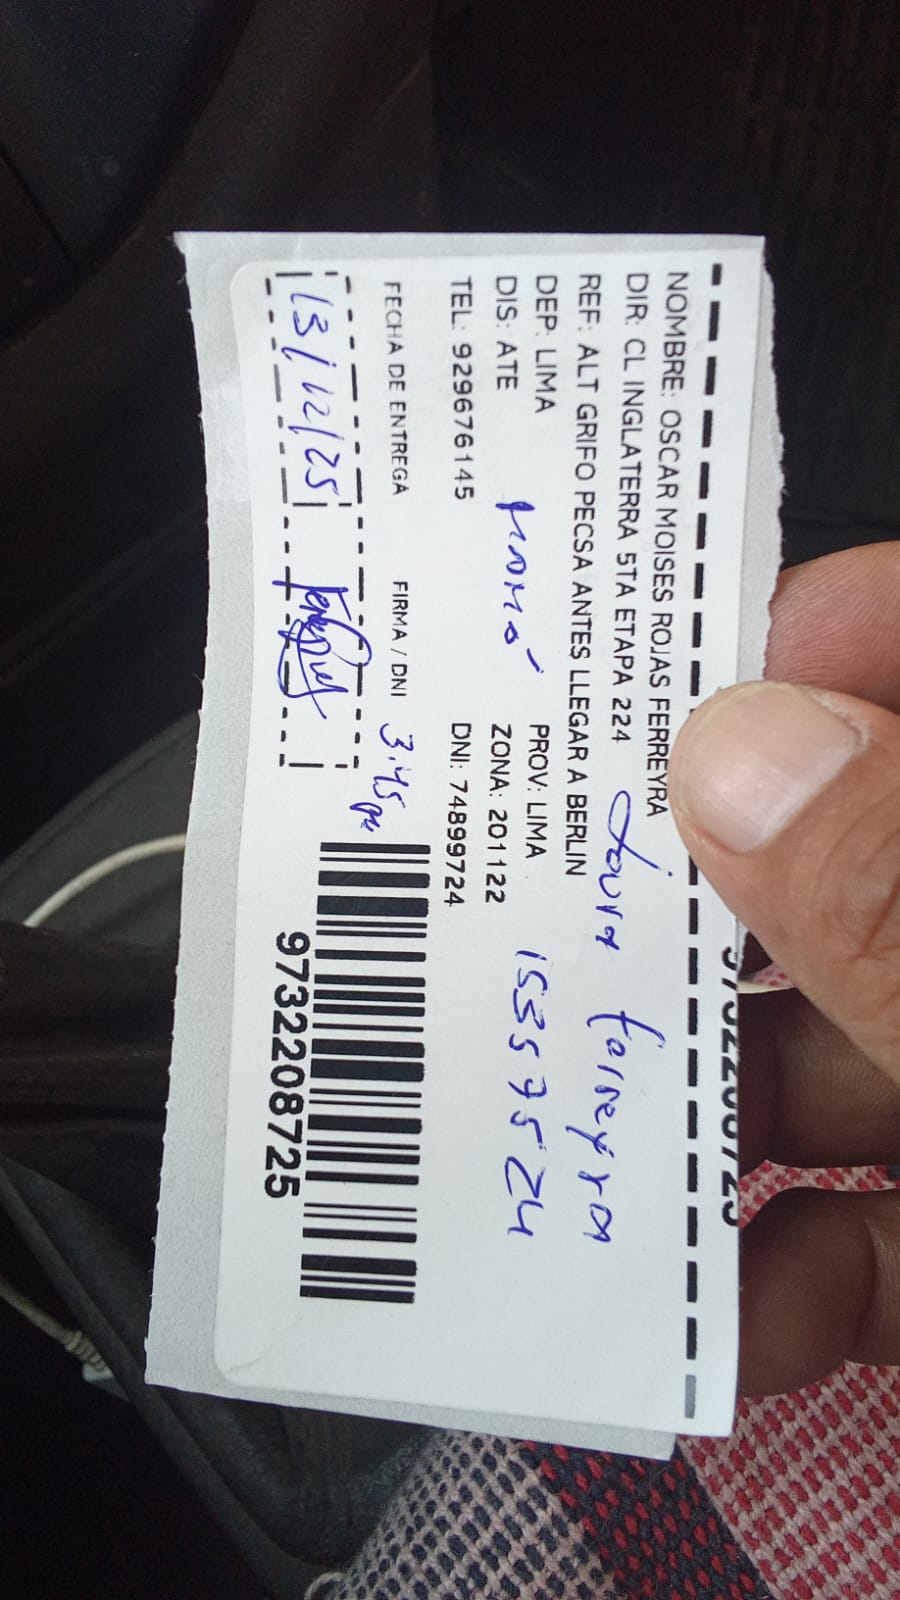 NOMBRE: OSCAR MOISES ROJAS FERREYRA
DIR: CL INGLATERRA 5TA ETAPA 224
REF: ALT GRIFO PECSA ANTES LLEGAR A BERLIN
DEP: LIMA PROV: LIMA
DIS: ATE ZONA: 201122
TEL: 929676145 DNI: 74899724
mamá
15357524
FECHA DE ENTREGA FIRMA / DNI 3:45 pm
13/12/25
9732208725